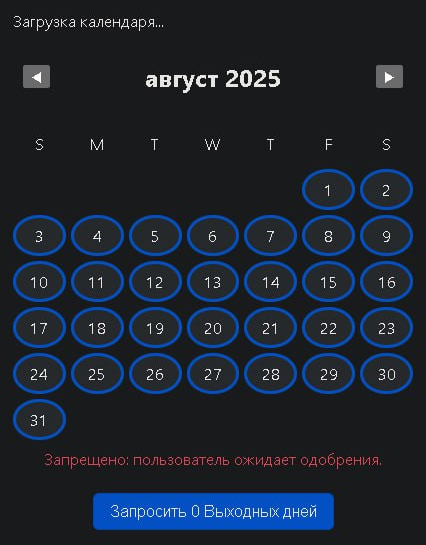 Загрузка календаря...
◀ август 2025 ▶
S M T W T F S
1 2
3 4 5 6 7 8 9
10 11 12 13 14 15 16
17 18 19 20 21 22 23
24 25 26 27 28 29 30
31
Запрещено: пользователь ожидает одобрения.
Запросить 0 Выходных дней